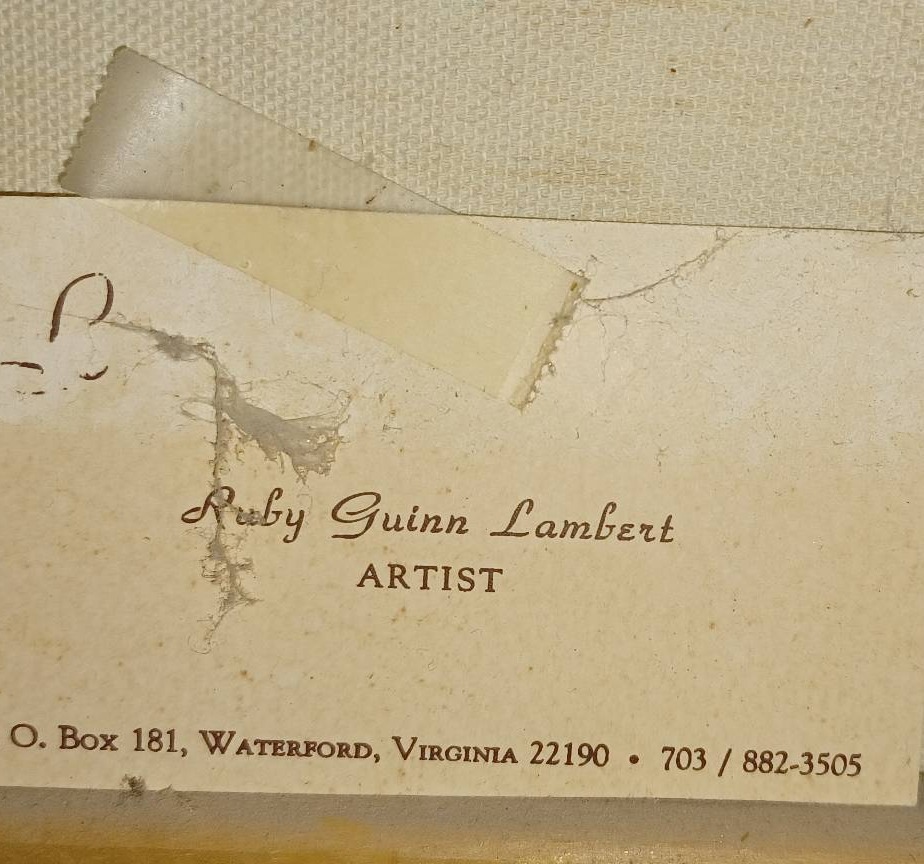 Ruby Guinn Lambert
ARTIST
O. Box 181, Waterford, Virginia 22190 • 703 / 882-3505